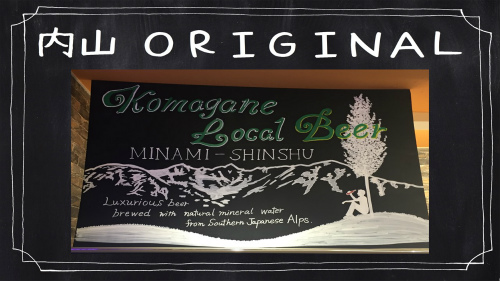 内山 ORIGINAL
Komagane
Local Beer
MINAMI-SHINSHU
Luxurious beer
brewed with natural mineral water
from Southern Japanese Alps.